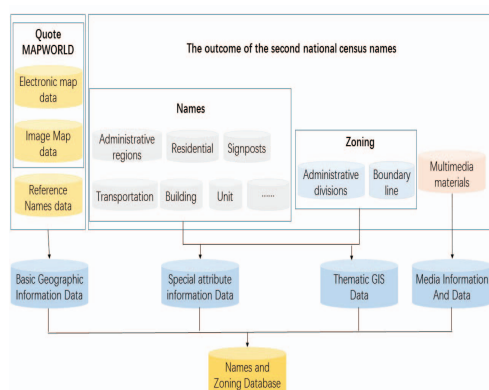 Quote
MAPWORLD
Electronic map
data
Image Map
data
Reference
Names data
The outcome of the second national census names
Names
Administrative
regions
Residential
Signposts
Transportation
Building
Unit
......
Zoning
Administrative
divisions
Boundary
line
Multimedia
materials
Basic Geographic
Information Data
Special attribute
information Data
Thematic GIS
Data
Media Information
And Data
Names and
Zoning Database